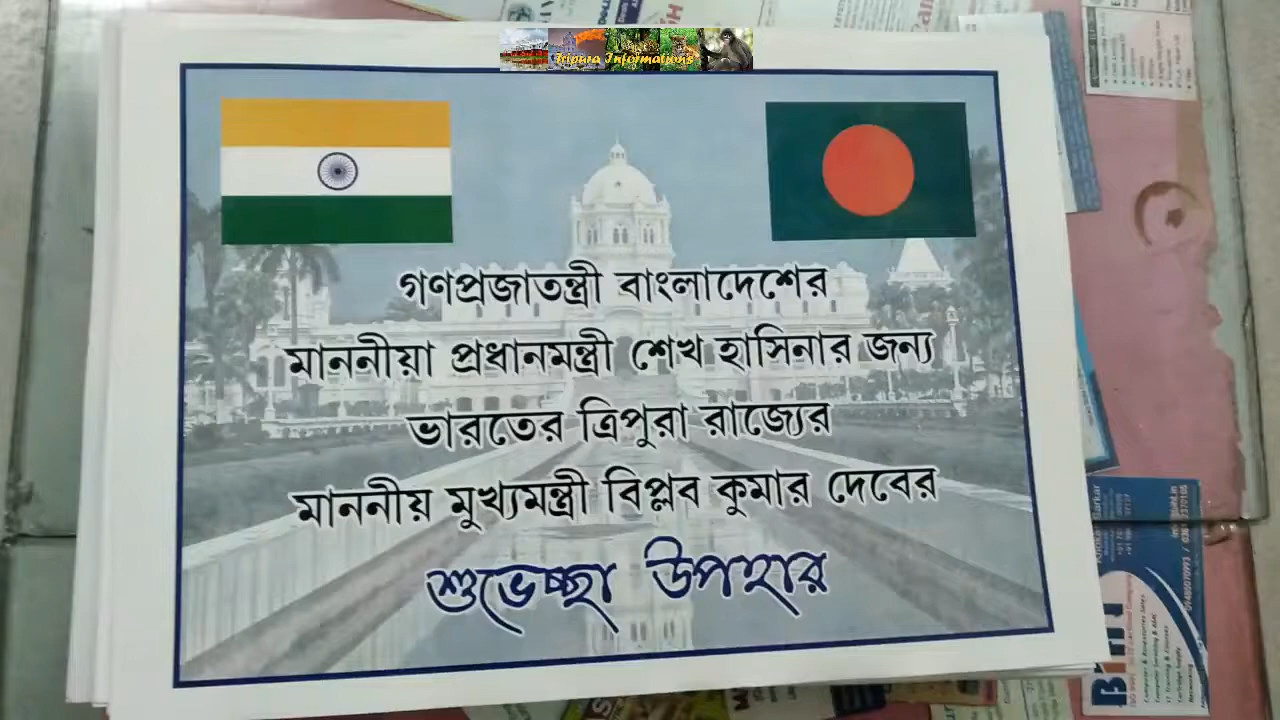 Tripura Informations
গণপ্রজাতন্ত্রী বাংলাদেশের
মাননীয়া প্রধানমন্ত্রী শেখ হাসিনার জন্য
ভারতের ত্রিপুরা রাজ্যের
মাননীয় মুখ্যমন্ত্রী বিপ্লব কুমার দেবের
শুভেচ্ছা উপহার